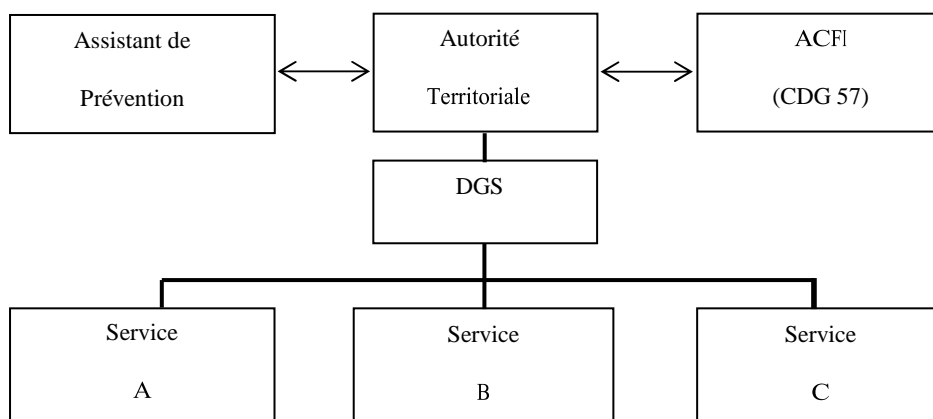 Assistant de
Prévention
Autorité
Territoriale
ACFI
(CDG 57)
DGS
Service
A
Service
B
Service
C